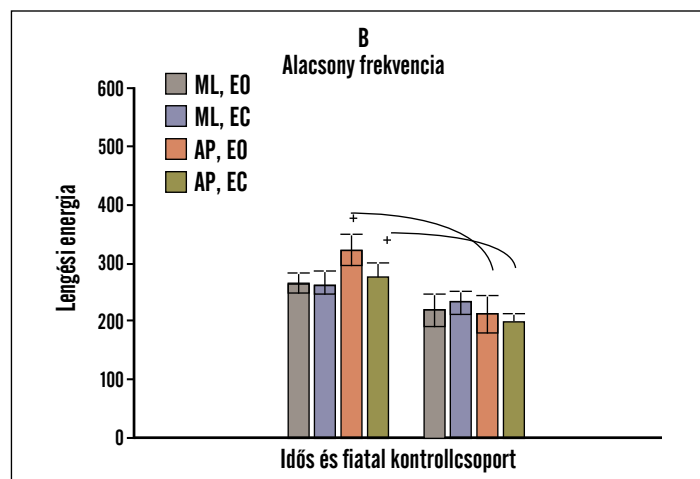 B
Alacsony frekvencia
600
500
400
300
200
100
0
Lengési energia
ML, EO
ML, EC
AP, EO
AP, EC
+
+
Idős és fiatal kontrollcsoport